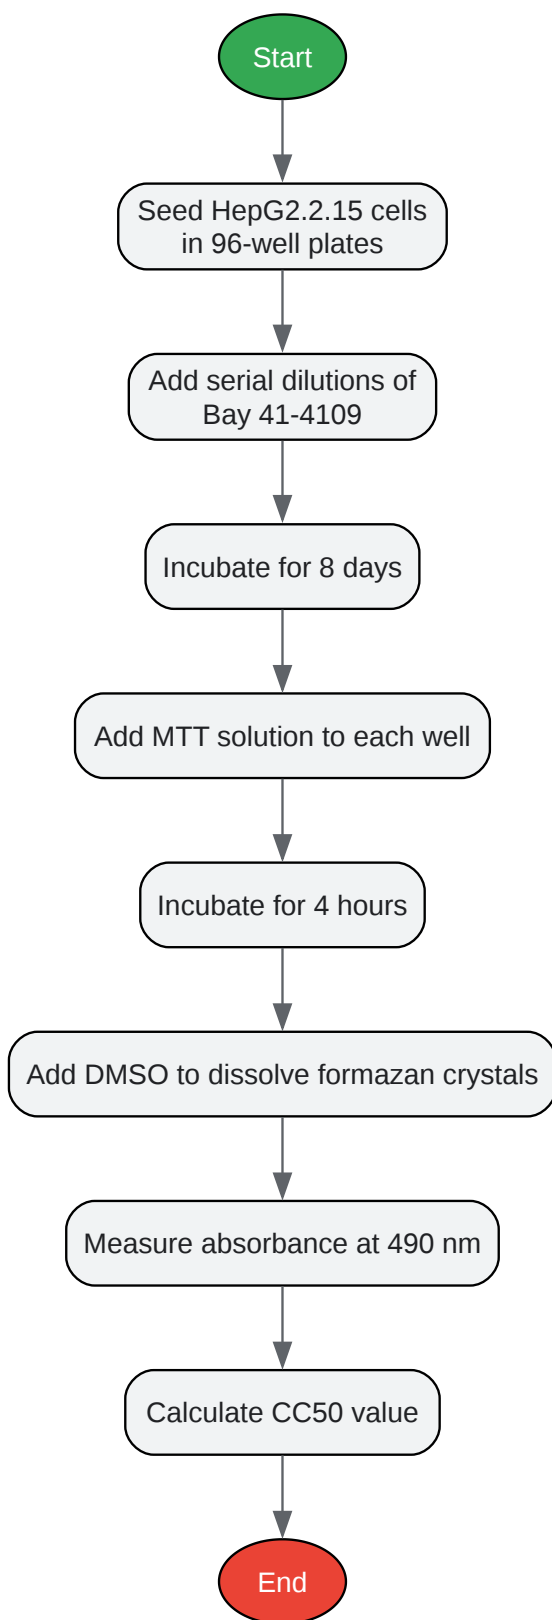 Start
Seed HepG2.2.15 cells
in 96-well plates
Add serial dilutions of
Bay 41-4109
Incubate for 8 days
Add MTT solution to each well
Incubate for 4 hours
Add DMSO to dissolve formazan crystals
Measure absorbance at 490 nm
Calculate CC50 value
End